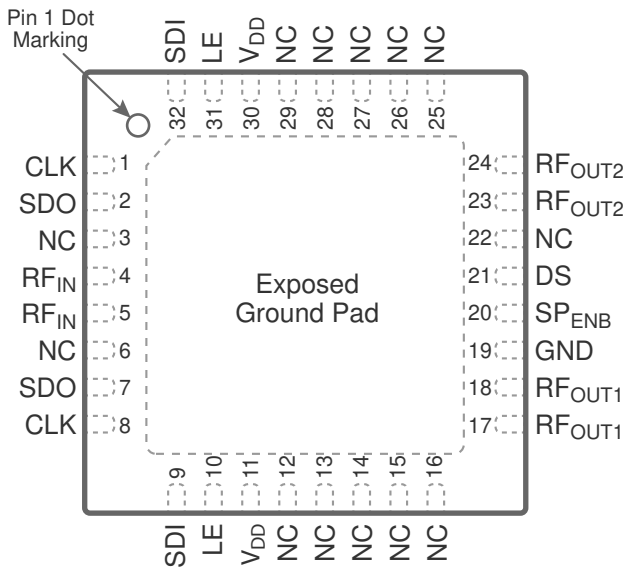 Pin 1 Dot
Marking
SDI
LE
VDD
NC
NC
NC
NC
NC
32
31
30
29
28
27
26
25
CLK 1
SDO 2
NC 3
RFIN 4
RFIN 5
NC 6
SDO 7
CLK 8
Exposed
Ground Pad
24 RFOUT2
23 RFOUT2
22 NC
21 DS
20 SPENB
19 GND
18 RFOUT1
17 RFOUT1
9
10
11
12
13
14
15
16
SDI
LE
VDD
NC
NC
NC
NC
NC